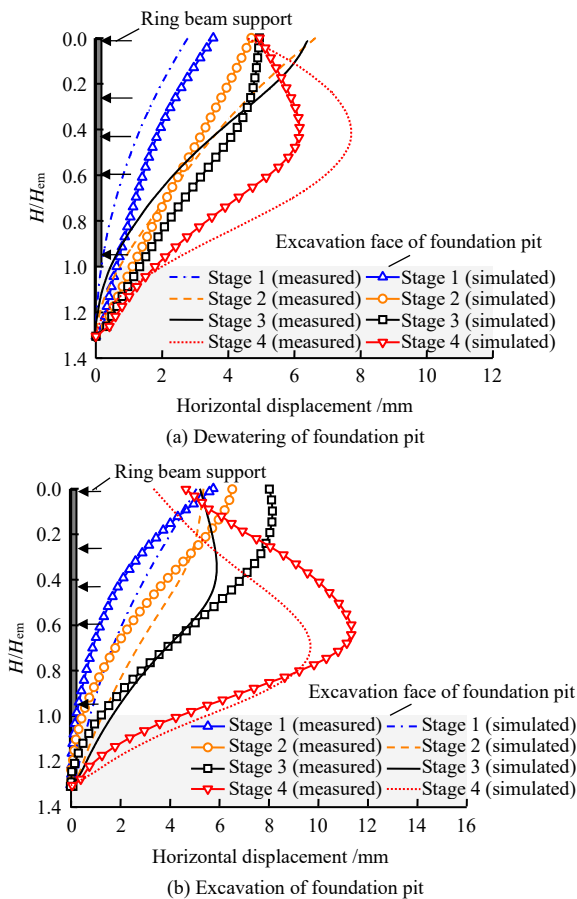 Ring beam support
0.0
0.2
0.4
0.6
0.8
1.0
1.2
1.4
H/Hem
Excavation face of foundation pit
Stage 1 (measured) Stage 1 (simulated)
Stage 2 (measured) Stage 2 (simulated)
Stage 3 (measured) Stage 3 (simulated)
Stage 4 (measured) Stage 4 (simulated)
0 2 4 6 8 10 12
Horizontal displacement /mm
(a) Dewatering of foundation pit
Ring beam support
0.0
0.2
0.4
0.6
0.8
1.0
1.2
1.4
H/Hem
Excavation face of foundation pit
Stage 1 (measured) Stage 1 (simulated)
Stage 2 (measured) Stage 2 (simulated)
Stage 3 (measured) Stage 3 (simulated)
Stage 4 (measured) Stage 4 (simulated)
0 2 4 6 8 10 12 14 16
Horizontal displacement /mm
(b) Excavation of foundation pit